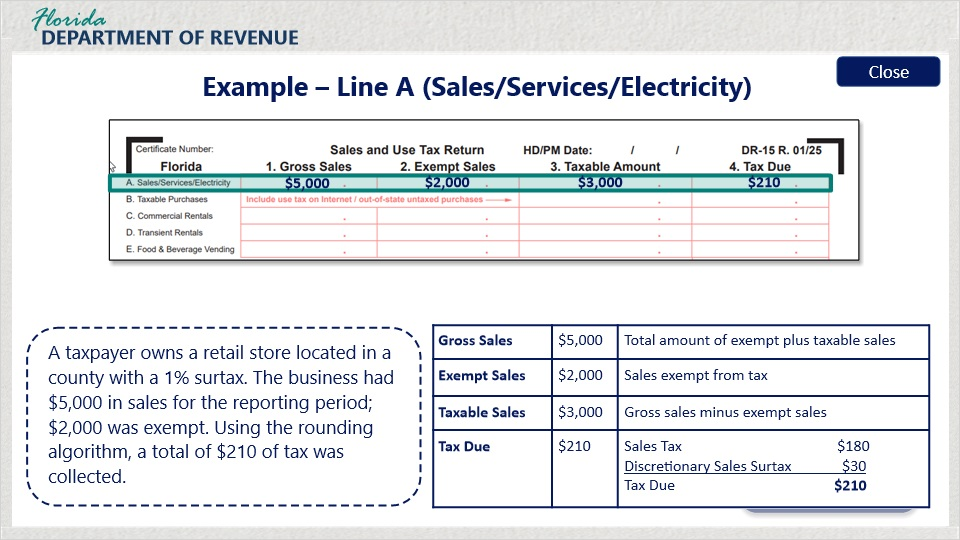 Florida
DEPARTMENT OF REVENUE
Close
Example – Line A (Sales/Services/Electricity)
Certificate Number: Sales and Use Tax Return HD/PM Date: / / DR-15 R. 01/25
Florida 1. Gross Sales 2. Exempt Sales 3. Taxable Amount 4. Tax Due
A. Sales/Services/Electricity $5,000 . $2,000 . $3,000 . $210 .
B. Taxable Purchases Include use tax on Internet / out-of-state untaxed purchases . .
C. Commercial Rentals . . . .
D. Transient Rentals . . . .
E. Food & Beverage Vending . . . .
A taxpayer owns a retail store located in a
county with a 1% surtax. The business had
$5,000 in sales for the reporting period;
$2,000 was exempt. Using the rounding
algorithm, a total of $210 of tax was
collected.
Gross Sales $5,000 Total amount of exempt plus taxable sales
Exempt Sales $2,000 Sales exempt from tax
Taxable Sales $3,000 Gross sales minus exempt sales
Tax Due $210 Sales Tax $180
Discretionary Sales Surtax $30
Tax Due $210